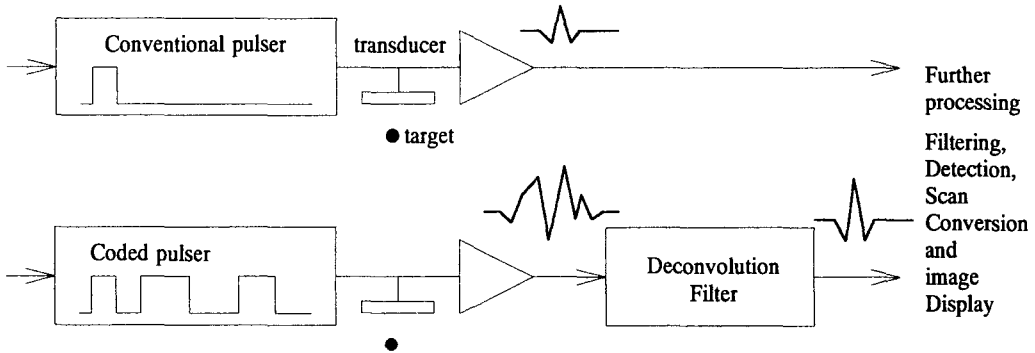 Conventional pulser
transducer
target
Further
processing
Filtering,
Detection,
Scan
Conversion
and
image
Display
Coded pulser
Deconvolution
Filter